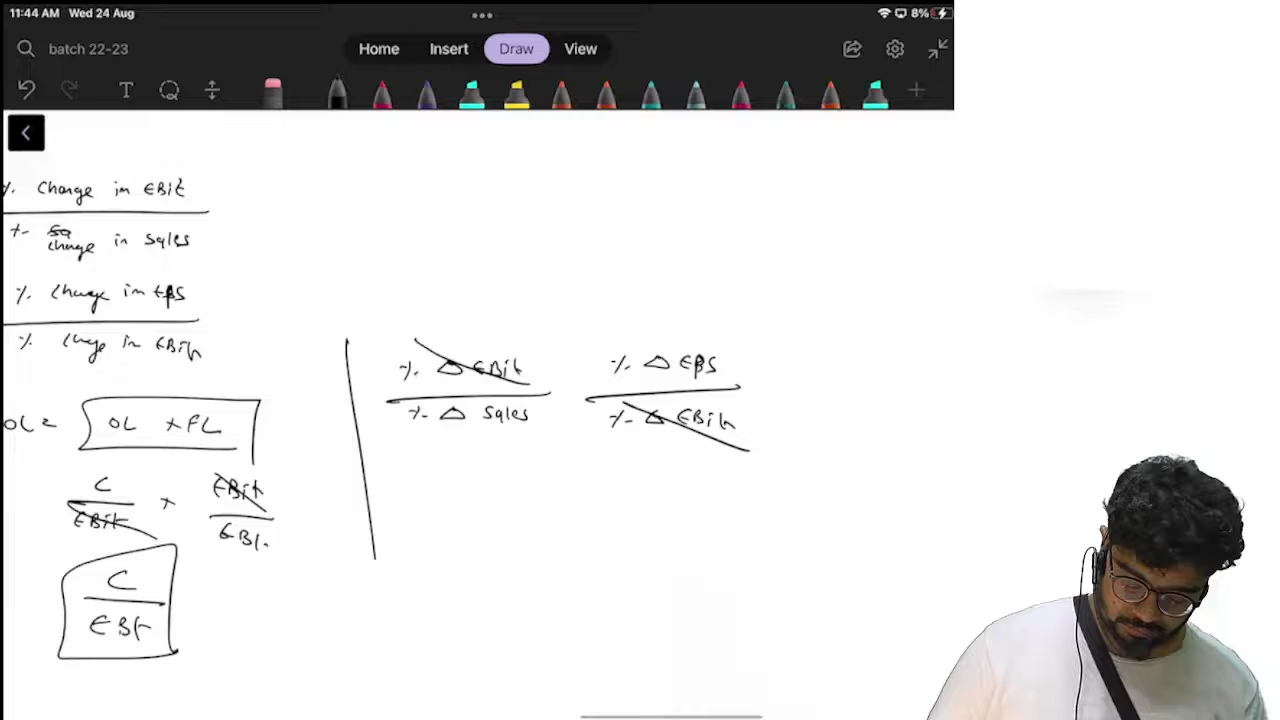 11:44 AM Wed 24 Aug
8%
batch 22-23
Home Insert Draw View
T
%. Change in EBit
%. change in Sales
%. Change in EPS
%. Change in EBit
OL = OL × FL
C × EBit
EBit EBt
C
EBt
%. △ EBit %. △ EPS
%. △ Sales %. △ EBit